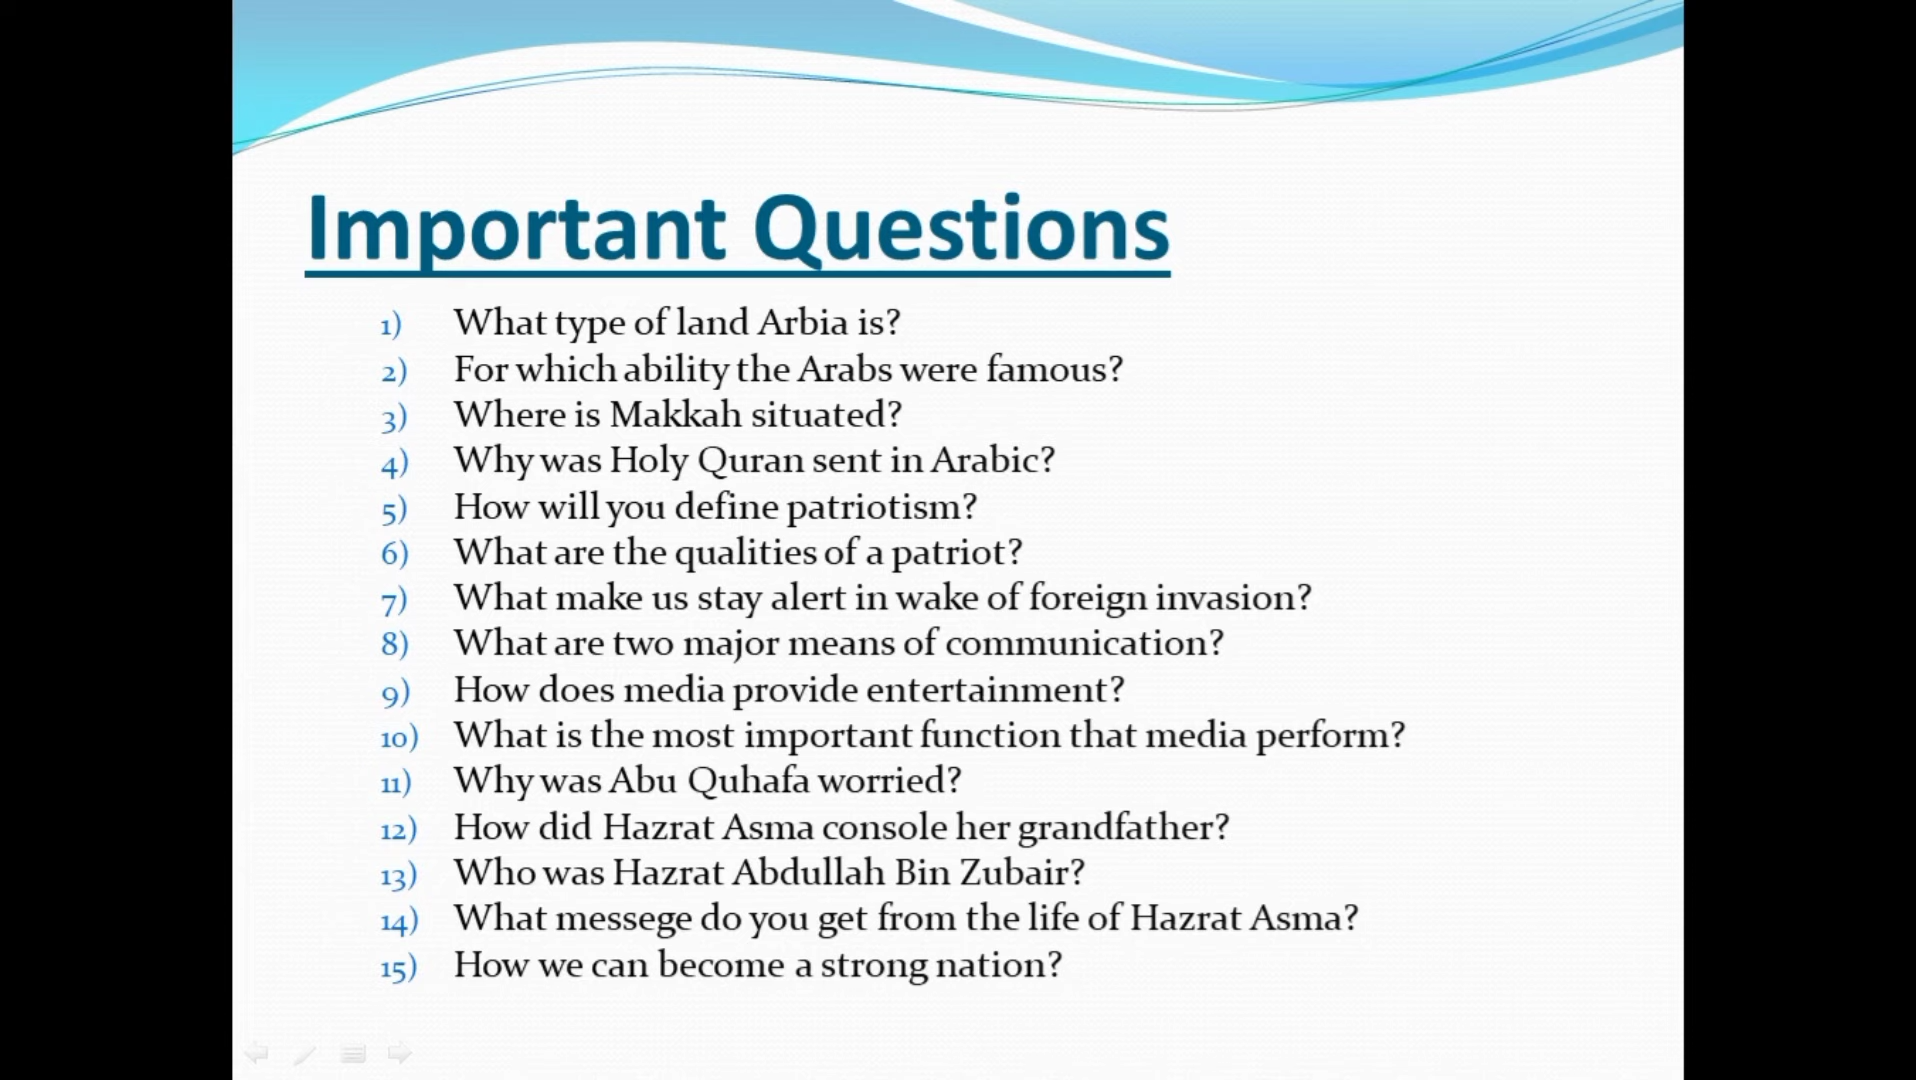 Important Questions
1) What type of land Arbia is?
2) For which ability the Arabs were famous?
3) Where is Makkah situated?
4) Why was Holy Quran sent in Arabic?
5) How will you define patriotism?
6) What are the qualities of a patriot?
7) What make us stay alert in wake of foreign invasion?
8) What are two major means of communication?
9) How does media provide entertainment?
10) What is the most important function that media perform?
11) Why was Abu Quhafa worried?
12) How did Hazrat Asma console her grandfather?
13) Who was Hazrat Abdullah Bin Zubair?
14) What messege do you get from the life of Hazrat Asma?
15) How we can become a strong nation?